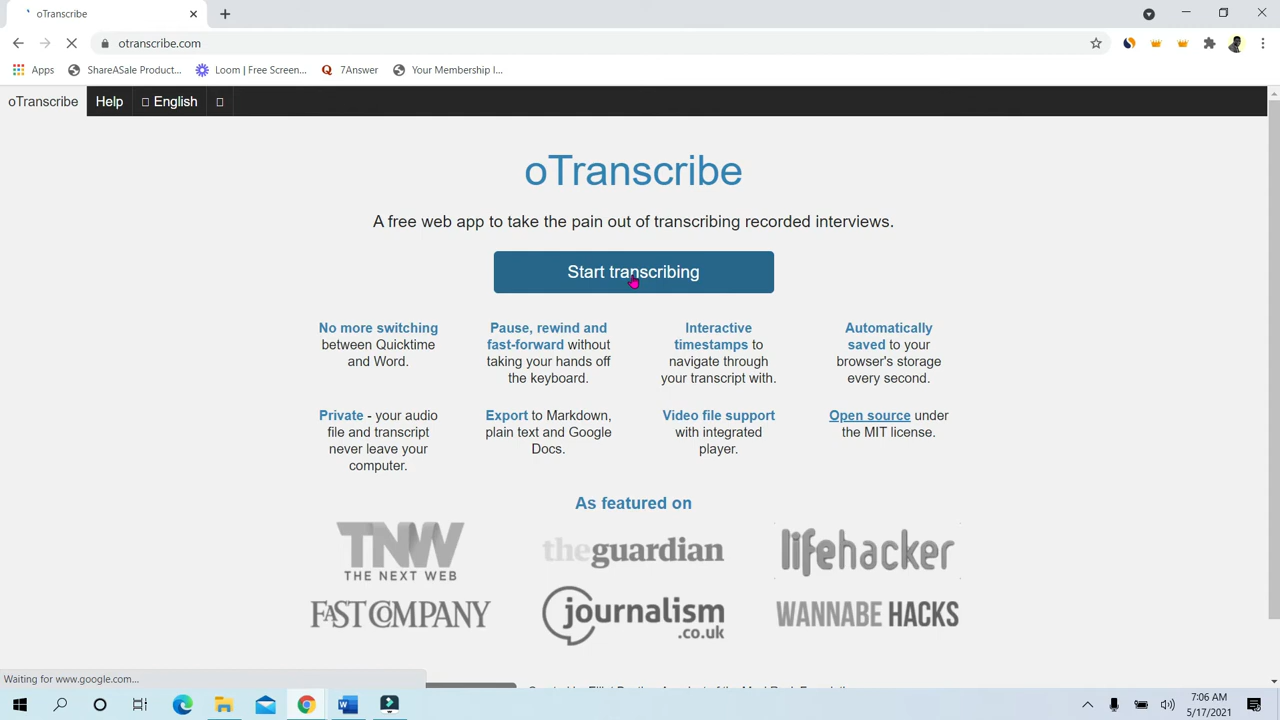 oTranscribe
otranscribe.com
Apps
ShareASale Product...
Loom | Free Screen...
7Answer
Your Membership I...
oTranscribe
Help
English
oTranscribe
A free web app to take the pain out of transcribing recorded interviews.
Start transcribing
No more switching
between Quicktime
and Word.
Pause, rewind and
fast-forward without
taking your hands off
the keyboard.
Interactive
timestamps to
navigate through
your transcript with.
Automatically
saved to your
browser's storage
every second.
Private - your audio
file and transcript
never leave your
computer.
Export to Markdown,
plain text and Google
Docs.
Video file support
with integrated
player.
Open source under
the MIT license.
As featured on
TNW
THE NEXT WEB
theguardian
lifehacker
FAST COMPANY
journalism
.co.uk
WANNABE HACKS
Waiting for www.google.com...
7:06 AM
5/17/2021